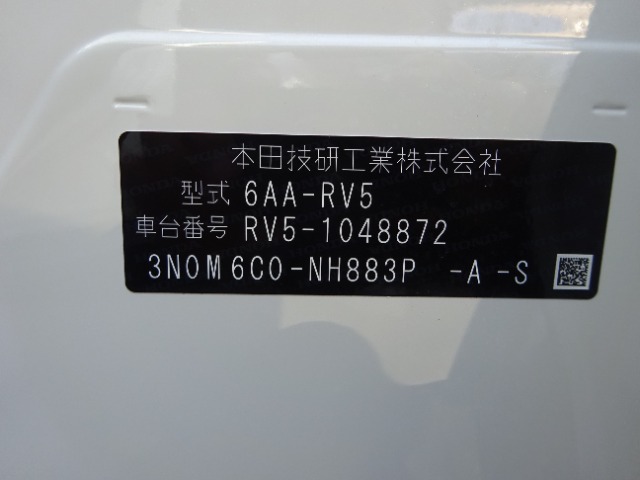 本田技研工業株式会社
型式 6AA-RV5
車台番号 RV5-1048872
3N0M6C0-NH883P -A -S